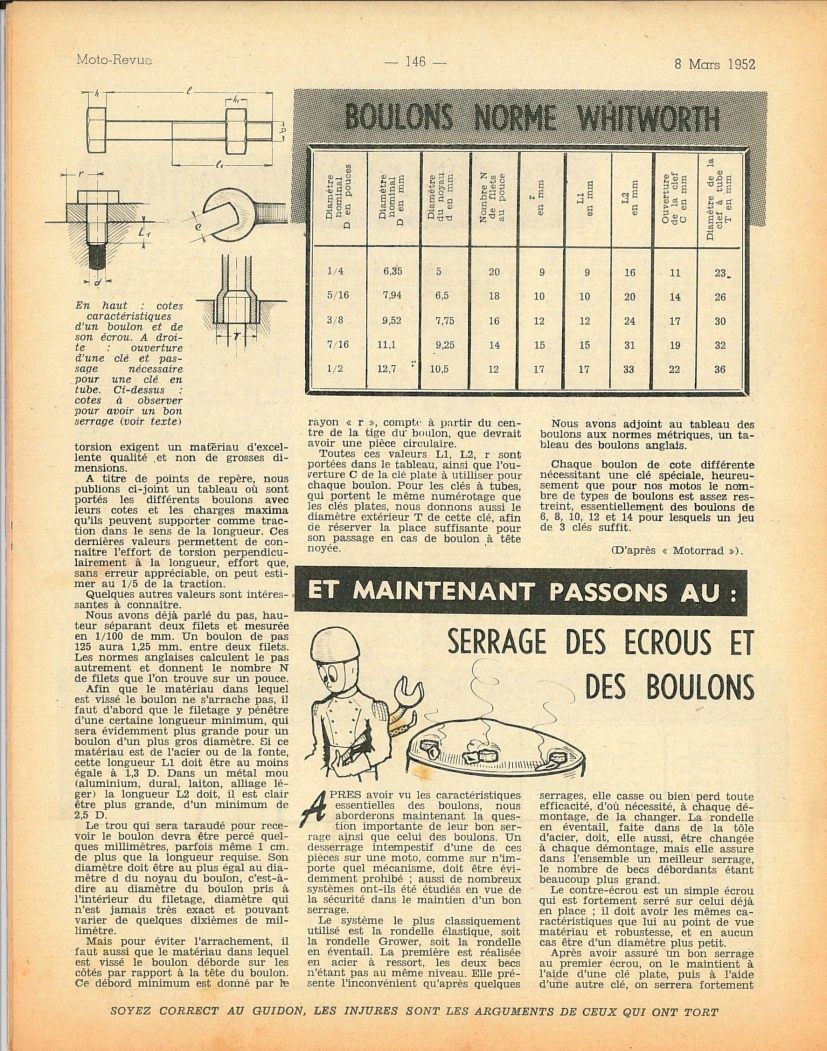 Moto-Revue
— 146 —
8 Mars 1952
h
l
h₁
D
l₁
r
L₁
d
e
T
En haut : cotes
caractéristiques
d'un boulon et de
son écrou. A droi-
te : ouverture
d'une clé et pas-
sage nécessaire
pour une clé en
tube. Ci-dessus :
cotes à observer
pour avoir un bon
serrage (voir texte)
BOULONS NORME WHITWORTH
Diamètre nominal D en pouces | Diamètre nominal D en mm | Diamètre du noyau d en mm | Nombre N de filets au pouce | r en mm | L1 en mm | L2 en mm | Ouverture de la clef C en mm | Diamètre de la clef à tube T en mm
1/4 6,35 5 20 9 9 16 11 23
5/16 7,94 6,5 18 10 10 20 14 26
3/8 9,52 7,75 16 12 12 24 17 30
7/16 11,1 9,25 14 15 15 31 19 32
1/2 12,7 10,5 12 17 17 33 22 36
torsion exigent un matériau d'excel-
lente qualité et non de grosses di-
mensions.
A titre de points de repère, nous
publions ci-joint un tableau où sont
portés les différents boulons avec
leurs cotes et les charges maxima
qu'ils peuvent supporter comme trac-
tion dans le sens de la longueur. Ces
dernières valeurs permettent de con-
naître l'effort de torsion perpendicu-
lairement à la longueur, effort que,
sans erreur appréciable, on peut esti-
mer au 1/5 de la traction.
Quelques autres valeurs sont intéres-
santes à connaître.
Nous avons déjà parlé du pas, hau-
teur séparant deux filets et mesurée
en 1/100 de mm. Un boulon de pas
125 aura 1,25 mm. entre deux filets.
Les normes anglaises calculent le pas
autrement et donnent le nombre N
de filets que l'on trouve sur un pouce.
Afin que le matériau dans lequel
est vissé le boulon ne s'arrache pas, il
faut d'abord que le filetage y pénètre
d'une certaine longueur minimum, qui
sera évidemment plus grande pour un
boulon d'un plus gros diamètre. Si ce
matériau est de l'acier ou de la fonte,
cette longueur L1 doit être au moins
égale à 1,3 D. Dans un métal mou
(aluminium, dural, laiton, alliage lé-
ger) la longueur L2 doit, il est clair
être plus grande, d'un minimum de
2,5 D.
Le trou qui sera taraudé pour rece-
voir le boulon devra être percé quel-
ques millimètres, parfois même 1 cm.
de plus que la longueur requise. Son
diamètre doit être au plus égal au dia-
mètre d du noyau du boulon, c'est-à-
dire au diamètre du boulon pris à
l'intérieur du filetage, diamètre qui
n'est jamais très exact et pouvant
varier de quelques dixièmes de mil-
limètre.
Mais pour éviter l'arrachement, il
faut aussi que le matériau dans lequel
est vissé le boulon déborde sur les
côtés par rapport à la tête du boulon.
Ce débord minimum est donné par le
rayon « r », compté à partir du cen-
tre de la tige du boulon, que devrait
avoir une pièce circulaire.
Toutes ces valeurs L1, L2, r sont
portées dans le tableau, ainsi que l'ou-
verture C de la clé plate à utilliser pour
chaque boulon. Pour les clés à tubes,
qui portent le même numérotage que
les clés plates, nous donnons aussi le
diamètre extérieur T de cette clé, afin
de réserver la place suffisante pour
son passage en cas de boulon à tête
noyée.
Nous avons adjoint au tableau des
boulons aux normes métriques, un ta-
bleau des boulons anglais.
Chaque boulon de cote différente
nécessitant une clé spéciale, heureu-
sement que pour nos motos le nom-
bre de types de boulons est assez res-
treint, essentiellement des boulons de
6, 8, 10, 12 et 14 pour lesquels un jeu
de 3 clés suffit.
(D'après « Motorrad »).
ET MAINTENANT PASSONS AU :
SERRAGE DES ECROUS ET
DES BOULONS
APRES avoir vu les caractéristiques
essentielles des boulons, nous
aborderons maintenant la ques-
tion importante de leur bon ser-
rage ainsi que celui des boulons. Un
desserrage intempestif d'une de ces
pièces sur une moto, comme sur n'im-
porte quel mécanisme, doit être évi-
demment prohibé ; aussi de nombreux
systèmes ont-ils été étudiés en vue de
la sécurité dans le maintien d'un bon
serrage.
Le système le plus classiquement
utilisé est la rondelle élastique, soit
la rondelle Grower, soit la rondelle
en éventail. La première est réalisée
en acier à ressort, les deux becs
n'étant pas au même niveau. Elle pré-
sente l'inconvénient qu'après quelques
serrages, elle casse ou bien perd toute
efficacité, d'où nécessité, à chaque dé-
montage, de la changer. La rondelle
en éventail, faite dans de la tôle
d'acier, doit, elle aussi, être changée
à chaque démontage, mais elle assure
dans l'ensemble un meilleur serrage,
le nombre de becs débordants étant
beaucoup plus grand.
Le contre-écrou est un simple écrou
qui est fortement serré sur celui déjà
en place ; il doit avoir les mêmes ca-
ractéristiques que lui au point de vue
matériau et robustesse, et en aucun
cas être d'un diamètre plus petit.
Après avoir assuré un bon serrage
au premier écrou, on le maintient à
l'aide d'une clé plate, puis à l'aide
d'une autre clé, on serrera fortement
SOYEZ CORRECT AU GUIDON, LES INJURES SONT LES ARGUMENTS DE CEUX QUI ONT TORT